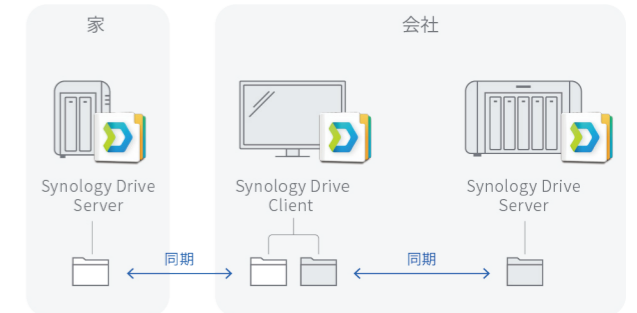 家
会社
Synology Drive
Server
Synology Drive
Client
Synology Drive
Server
同期
同期